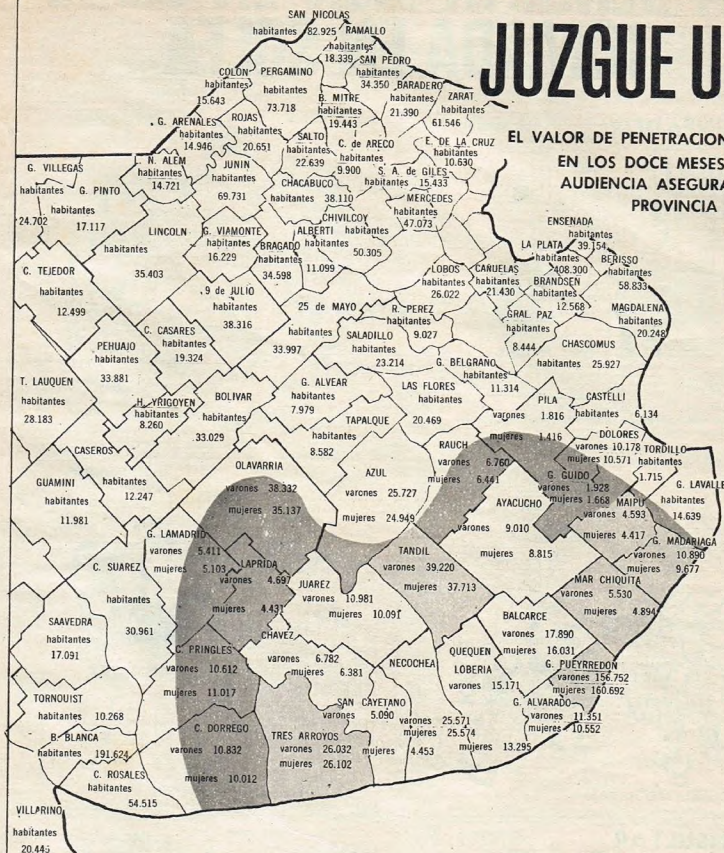 JUZGUE U
EL VALOR DE PENETRACION
EN LOS DOCE MESES
AUDIENCIA ASEGURA
PROVINCIA
SAN NICOLAS
habitantes
82.925
RAMALLO
habitantes
18.339
SAN PEDRO
habitantes
34.350
COLON
habitantes
15.643
PERGAMINO
habitantes
73.718
B. MITRE
habitantes
19.443
BARADERO
habitantes
21.390
ZARAT
habitantes
61.546
G. ARENALES
habitantes
14.946
ROJAS
habitantes
20.651
SALTO
habitantes
22.639
C. de ARECO
habitantes
9.900
E. DE LA CRUZ
habitantes
10.630
S. A. de GILES
habitantes
15.433
G. VILLEGAS
habitantes
24.702
G. PINTO
habitantes
17.117
L. N. ALEM
habitantes
14.721
JUNIN
habitantes
69.731
CHACABUCO
habitantes
38.110
MERCEDES
habitantes
47.073
LINCOLN
habitantes
35.403
G. VIAMONTE
habitantes
16.229
BRAGADO
habitantes
34.598
ALBERTI
habitantes
11.099
CHIVILCOY
habitantes
50.305
ENSENADA
habitantes
39.154
LA PLATA
habitantes
408.300
BERISSO
habitantes
58.833
C. TEJEDOR
habitantes
12.499
9 de JULIO
habitantes
38.316
25 de MAYO
habitantes
33.997
LOBOS
habitantes
26.022
CAÑUELAS
habitantes
21.430
BRANDSEN
habitantes
12.568
MAGDALENA
habitantes
20.248
PEHUAJO
habitantes
33.881
C. CASARES
habitantes
19.324
R. PEREZ
habitantes
9.027
SALADILLO
habitantes
23.214
GRAL. PAZ
habitantes
8.444
CHASCOMUS
habitantes
25.927
T. LAUQUEN
habitantes
28.183
H. YRIGOYEN
habitantes
8.260
BOLIVAR
habitantes
33.029
G. ALVEAR
habitantes
7.979
LAS FLORES
habitantes
20.469
G. BELGRANO
habitantes
11.314
PILA
varones 1.816
mujeres 1.416
CASTELLI
habitantes 6.134
CASEROS
habitantes
12.247
TAPALQUE
habitantes
8.582
DOLORES
varones 10.178
mujeres 10.571
TORDILLO
habitantes
1.715
GUAMINI
habitantes
11.981
OLAVARRIA
varones 38.332
mujeres 35.137
AZUL
varones
25.727
mujeres 24.949
RAUCH
varones 6.760
mujeres 6.441
G. GUIDO
varones 1.928
mujeres 1.668
G. LAVALLE
habitantes
14.639
AYACUCHO
varones 9.010
mujeres 8.815
MAIPU
varones 4.593
mujeres 4.417
G. MADARIAGA
varones 10.890
mujeres 9.677
G. LAMADRID
varones 5.411
mujeres 5.103
C. SUAREZ
habitantes
30.961
LAPRIDA
varones 4.697
mujeres 4.431
JUAREZ
varones 10.981
mujeres 10.091
TANDIL
varones
39.220
mujeres
37.713
MAR CHIQUITA
varones 5.530
mujeres 4.894
SAAVEDRA
habitantes
17.091
C. PRINGLES
varones 10.612
mujeres 11.017
CHAVEZ
varones 6.782
mujeres 6.381
NECOCHEA
varones 25.571
mujeres 25.574
BALCARCE
varones 17.890
mujeres 16.031
QUEQUEN
LOBERIA
varones 15.171
mujeres 13.295
G. PUEYRREDON
varones 156.752
mujeres 160.692
TORNQUIST
habitantes 10.268
C. DORREGO
varones 10.832
mujeres 10.012
TRES ARROYOS
varones 26.032
mujeres 26.102
SAN CAYETANO
varones 5.090
mujeres 4.453
G. ALVARADO
varones 11.351
mujeres 10.552
B. BLANCA
habitantes 191.624
C. ROSALES
habitantes
54.515
VILLARINO
habitantes
20.445